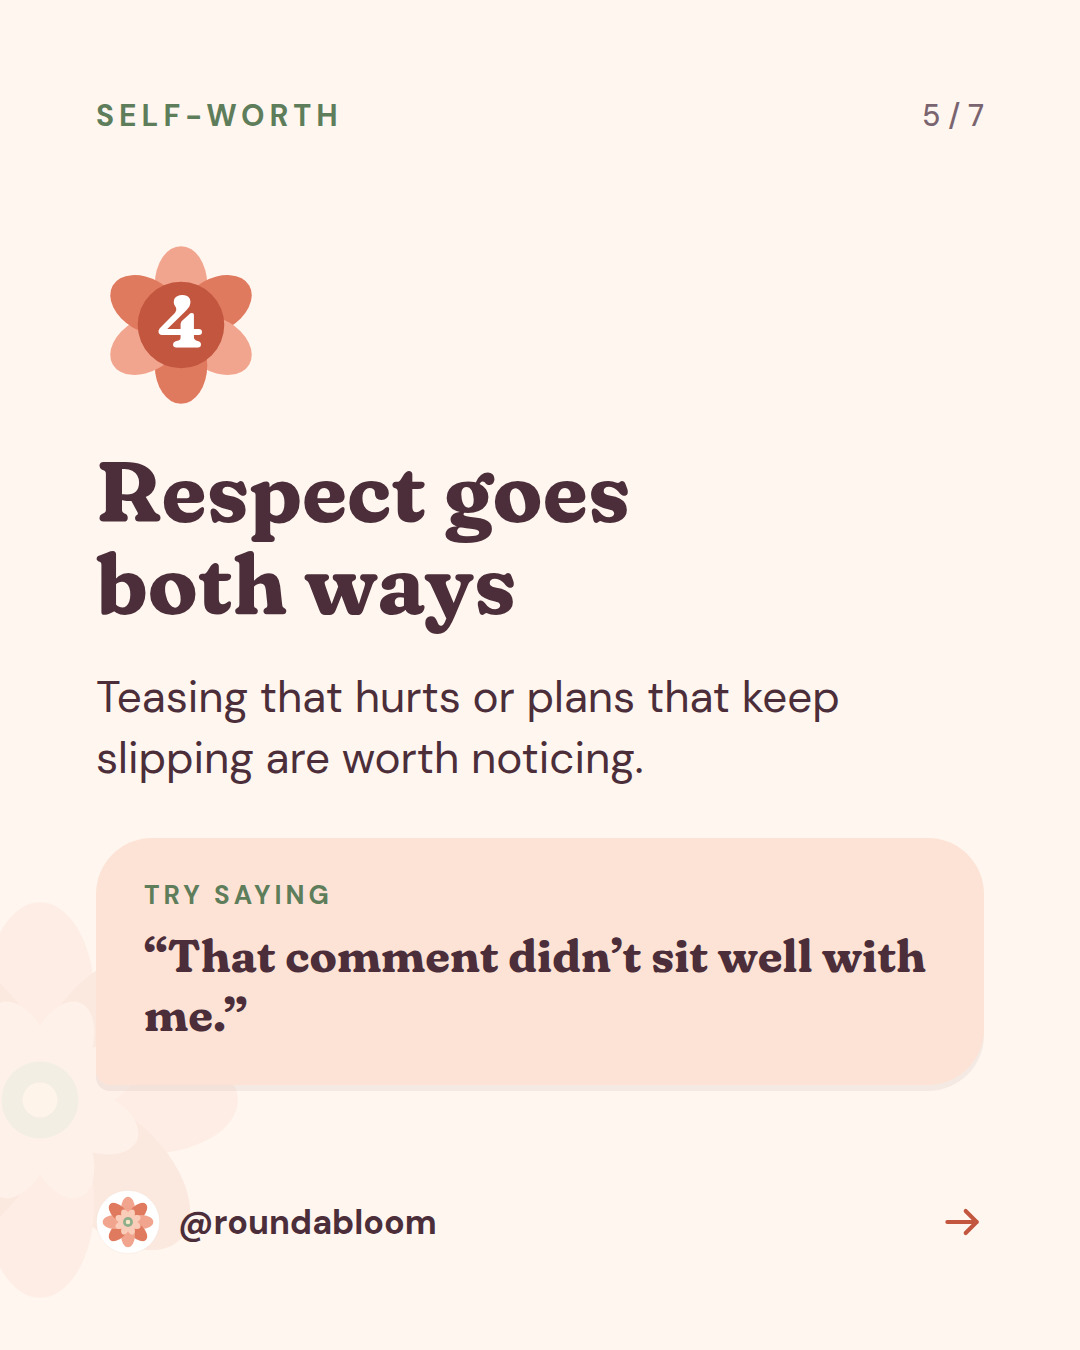 SELF-WORTH
5 / 7
4
Respect goes
both ways
Teasing that hurts or plans that keep
slipping are worth noticing.
TRY SAYING
“That comment didn’t sit well with
me.”
@roundabloom